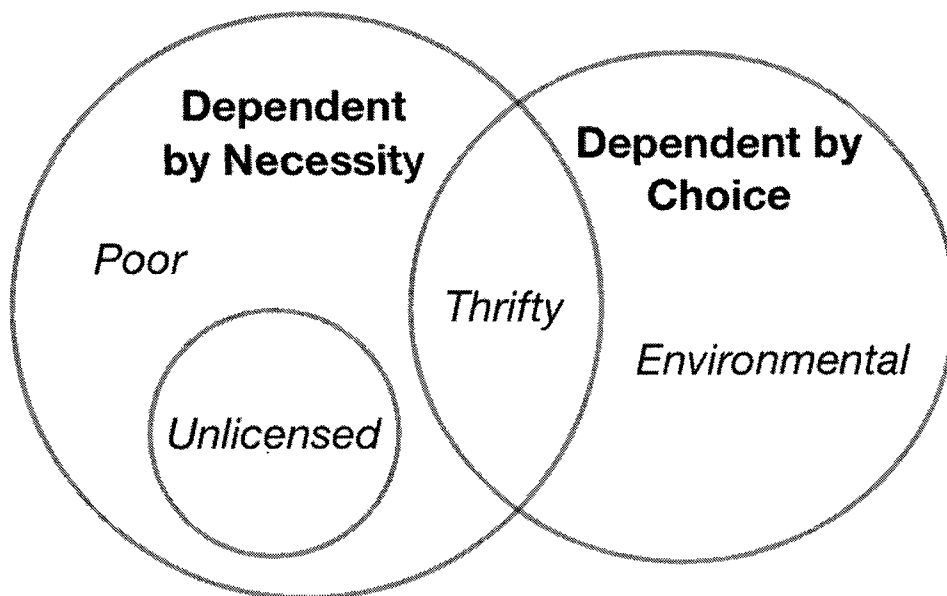 Dependent
by Necessity
Dependent by
Choice
Poor
Thrifty
Environmental
Unlicensed